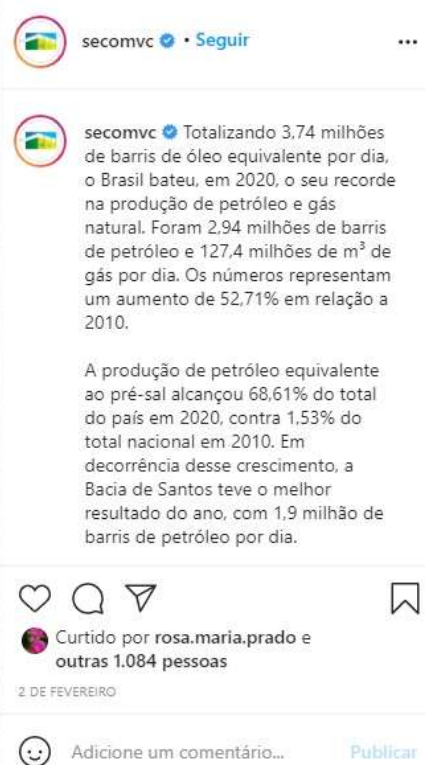 secomvc • Seguir
secomvc Totalizando 3,74 milhões
de barris de óleo equivalente por dia,
o Brasil bateu, em 2020, o seu recorde
na produção de petróleo e gás
natural. Foram 2,94 milhões de barris
de petróleo e 127,4 milhões de m³ de
gás por dia. Os números representam
um aumento de 52,71% em relação a
2010.
A produção de petróleo equivalente
ao pré-sal alcançou 68,61% do total
do país em 2020, contra 1,53% do
total nacional em 2010. Em
decorrência desse crescimento, a
Bacia de Santos teve o melhor
resultado do ano, com 1,9 milhão de
barris de petróleo por dia.
Curtido por rosa.maria.prado e
outras 1.084 pessoas
2 DE FEVEREIRO
Adicione um comentário... Publicar